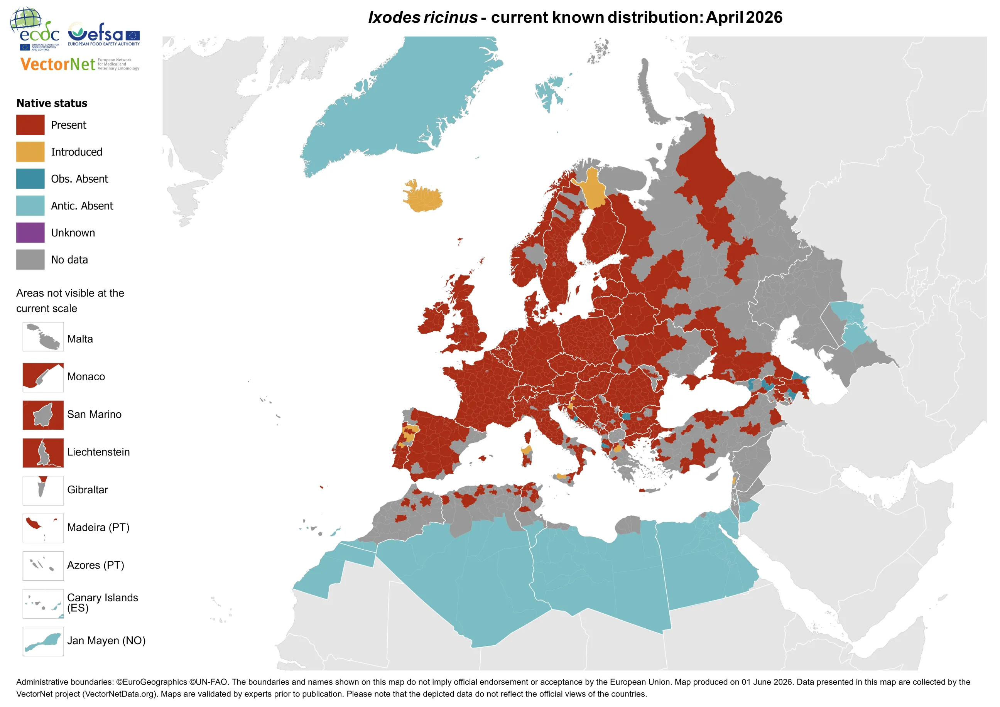 Ixodes ricinus - current known distribution: April 2026
ecdc
EUROPEAN CENTRE FOR
DISEASE PREVENTION
AND CONTROL
efsa
EUROPEAN FOOD SAFETY AUTHORITY
VectorNet
European Network
for Medical and
Veterinary Entomology
Native status
Present
Introduced
Obs. Absent
Antic. Absent
Unknown
No data
Areas not visible at the
current scale
Malta
Monaco
San Marino
Liechtenstein
Gibraltar
Madeira (PT)
Azores (PT)
Canary Islands
(ES)
Jan Mayen (NO)
Administrative boundaries: ©EuroGeographics ©UN-FAO. The boundaries and names shown on this map do not imply official endorsement or acceptance by the European Union. Map produced on 01 June 2026. Data presented in this map are collected by the
VectorNet project (VectorNetData.org). Maps are validated by experts prior to publication. Please note that the depicted data do not reflect the official views of the countries.